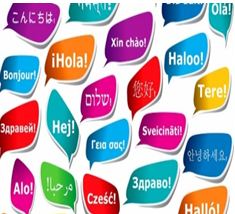 こんにちは
नमस्ते
Olá!
Xin chào!
¡Hola!
Haloo!
Bonjour!
שלום
您好,
Tere!
Здравей!
Hej!
Γεια σας!
Sveicināti!
안녕하세요,
Alo!
مرحبا!
Cześć!
Здраво!
Halló!